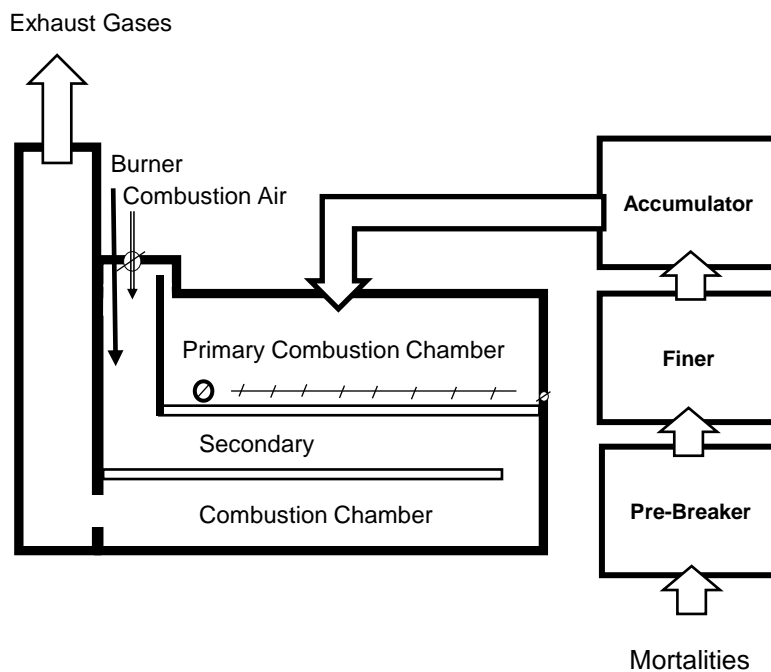 Exhaust Gases
Burner
Combustion Air
Accumulator
Primary Combustion Chamber
Finer
Secondary
Combustion Chamber
Pre-Breaker
Mortalities